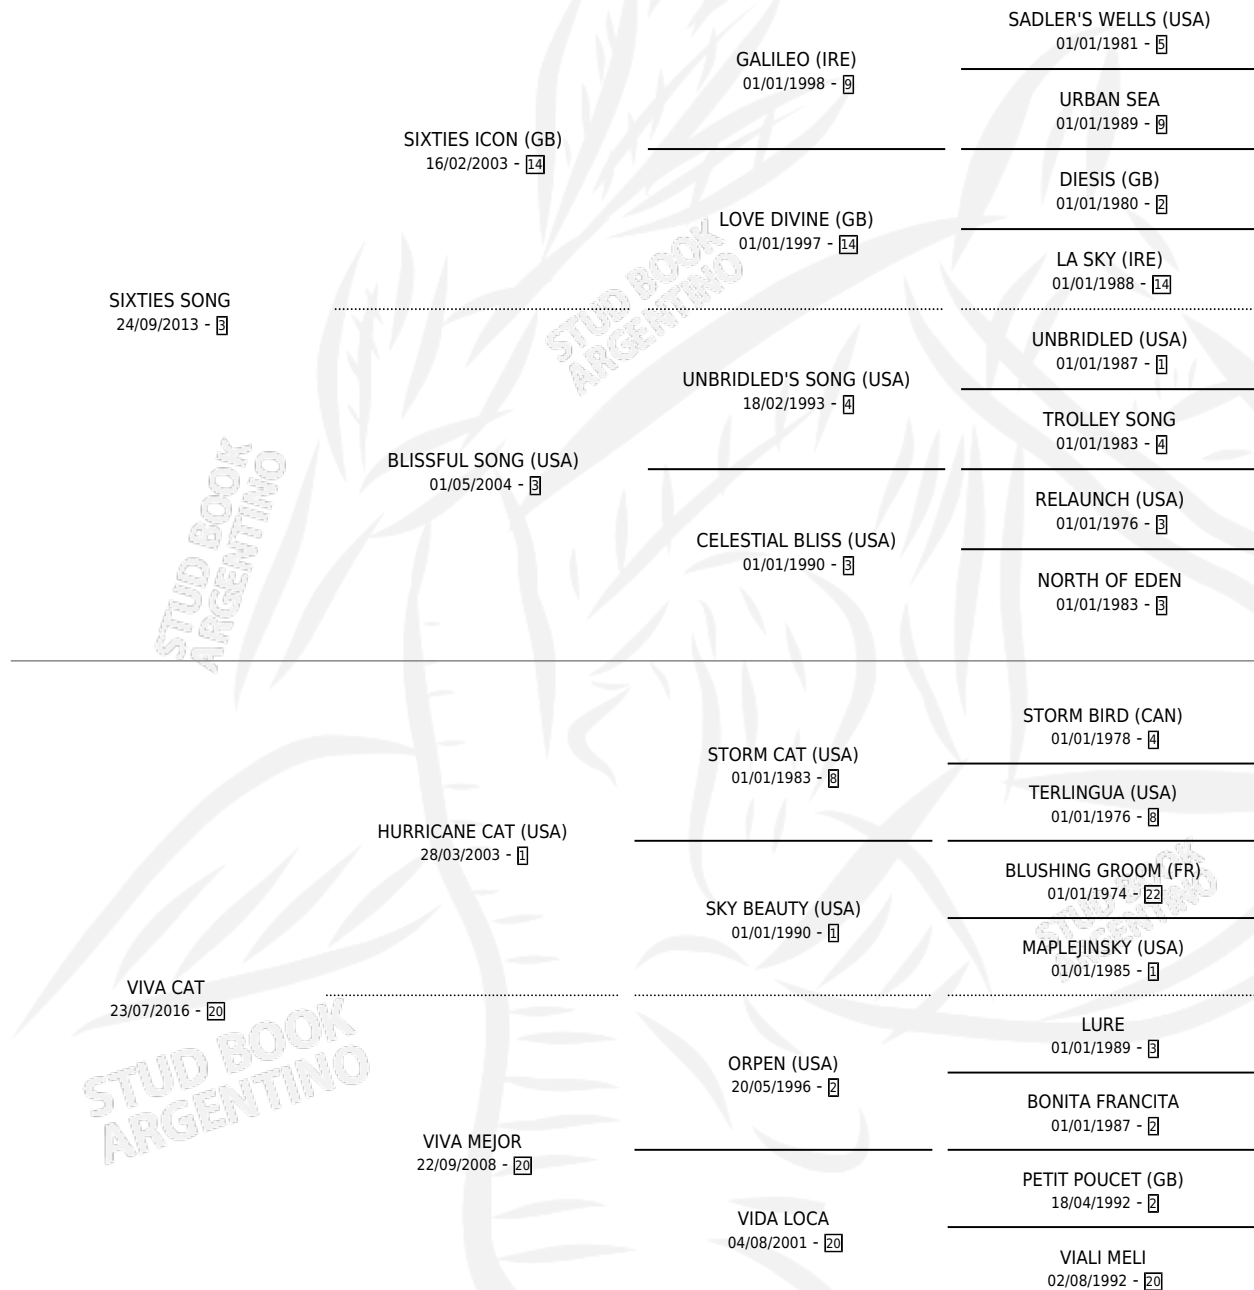 SADLER'S WELLS (USA)
01/01/1981 - 5
GALILEO (IRE)
01/01/1998 - 9
URBAN SEA
01/01/1989 - 9
SIXTIES ICON (GB)
16/02/2003 - 14
DIESIS (GB)
01/01/1980 - 2
LOVE DIVINE (GB)
01/01/1997 - 14
LA SKY (IRE)
01/01/1988 - 14
SIXTIES SONG
24/09/2013 - 3
UNBRIDLED (USA)
01/01/1987 - 1
UNBRIDLED'S SONG (USA)
18/02/1993 - 4
TROLLEY SONG
01/01/1983 - 4
BLISSFUL SONG (USA)
01/05/2004 - 3
RELAUNCH (USA)
01/01/1976 - 3
CELESTIAL BLISS (USA)
01/01/1990 - 3
NORTH OF EDEN
01/01/1983 - 3
STORM BIRD (CAN)
01/01/1978 - 4
STORM CAT (USA)
01/01/1983 - 8
TERLINGUA (USA)
01/01/1976 - 8
HURRICANE CAT (USA)
28/03/2003 - 1
BLUSHING GROOM (FR)
01/01/1974 - 22
SKY BEAUTY (USA)
01/01/1990 - 1
MAPLEJINSKY (USA)
01/01/1985 - 1
VIVA CAT
23/07/2016 - 20
LURE
01/01/1989 - 3
ORPEN (USA)
20/05/1996 - 2
BONITA FRANCITA
01/01/1987 - 2
VIVA MEJOR
22/09/2008 - 20
PETIT POUCET (GB)
18/04/1992 - 2
VIDA LOCA
04/08/2001 - 20
VIALI MELI
02/08/1992 - 20
STUD BOOK
ARGENTINO
STUD BOOK
ARGENTINO
STUD BOOK
ARGENTINO
STUD BOOK
ARGENTINO